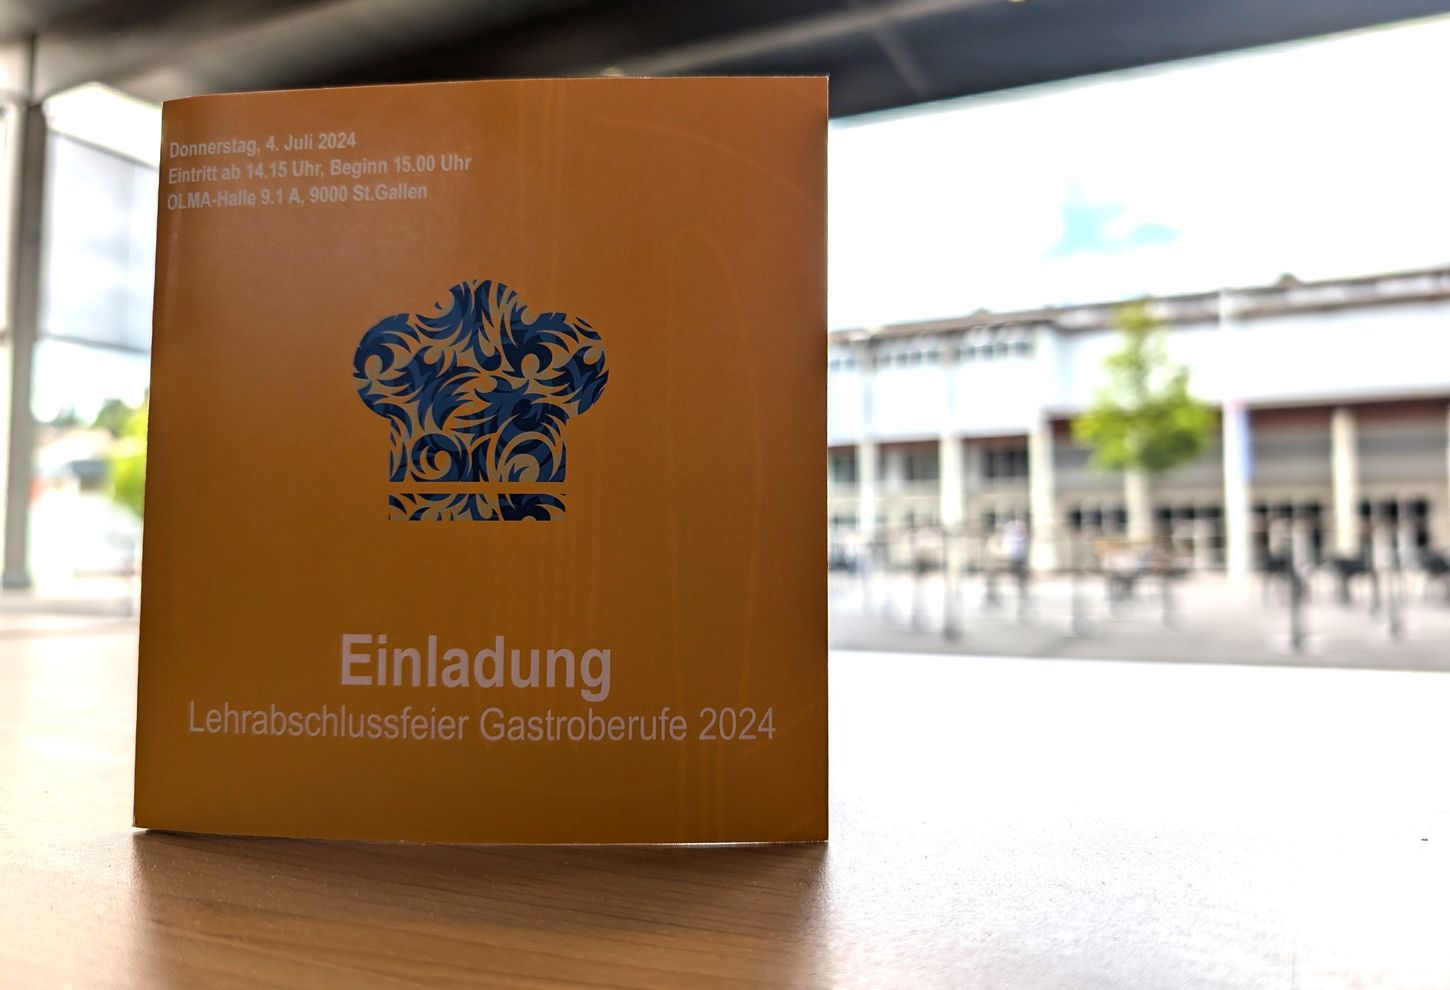 Donnerstag, 4. Juli 2024
Eintritt ab 14.15 Uhr, Beginn 15.00 Uhr
OLMA-Halle 9.1 A, 9000 St.Gallen
Einladung
Lehrabschlussfeier Gastroberufe 2024